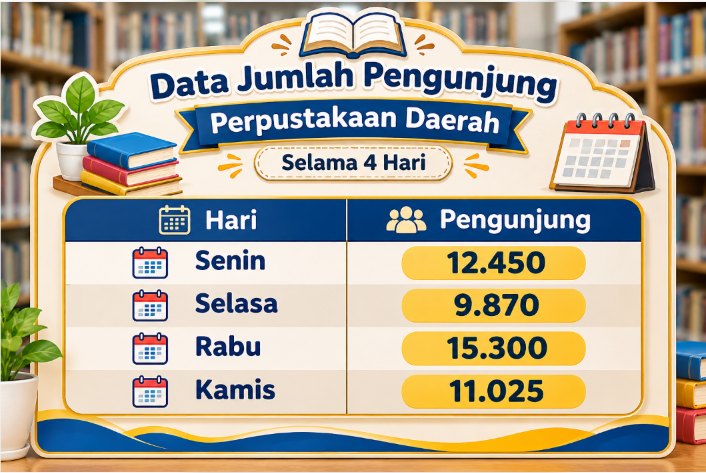 Data Jumlah Pengunjung
Perpustakaan Daerah
Selama 4 Hari
Hari Pengunjung
Senin 12.450
Selasa 9.870
Rabu 15.300
Kamis 11.025